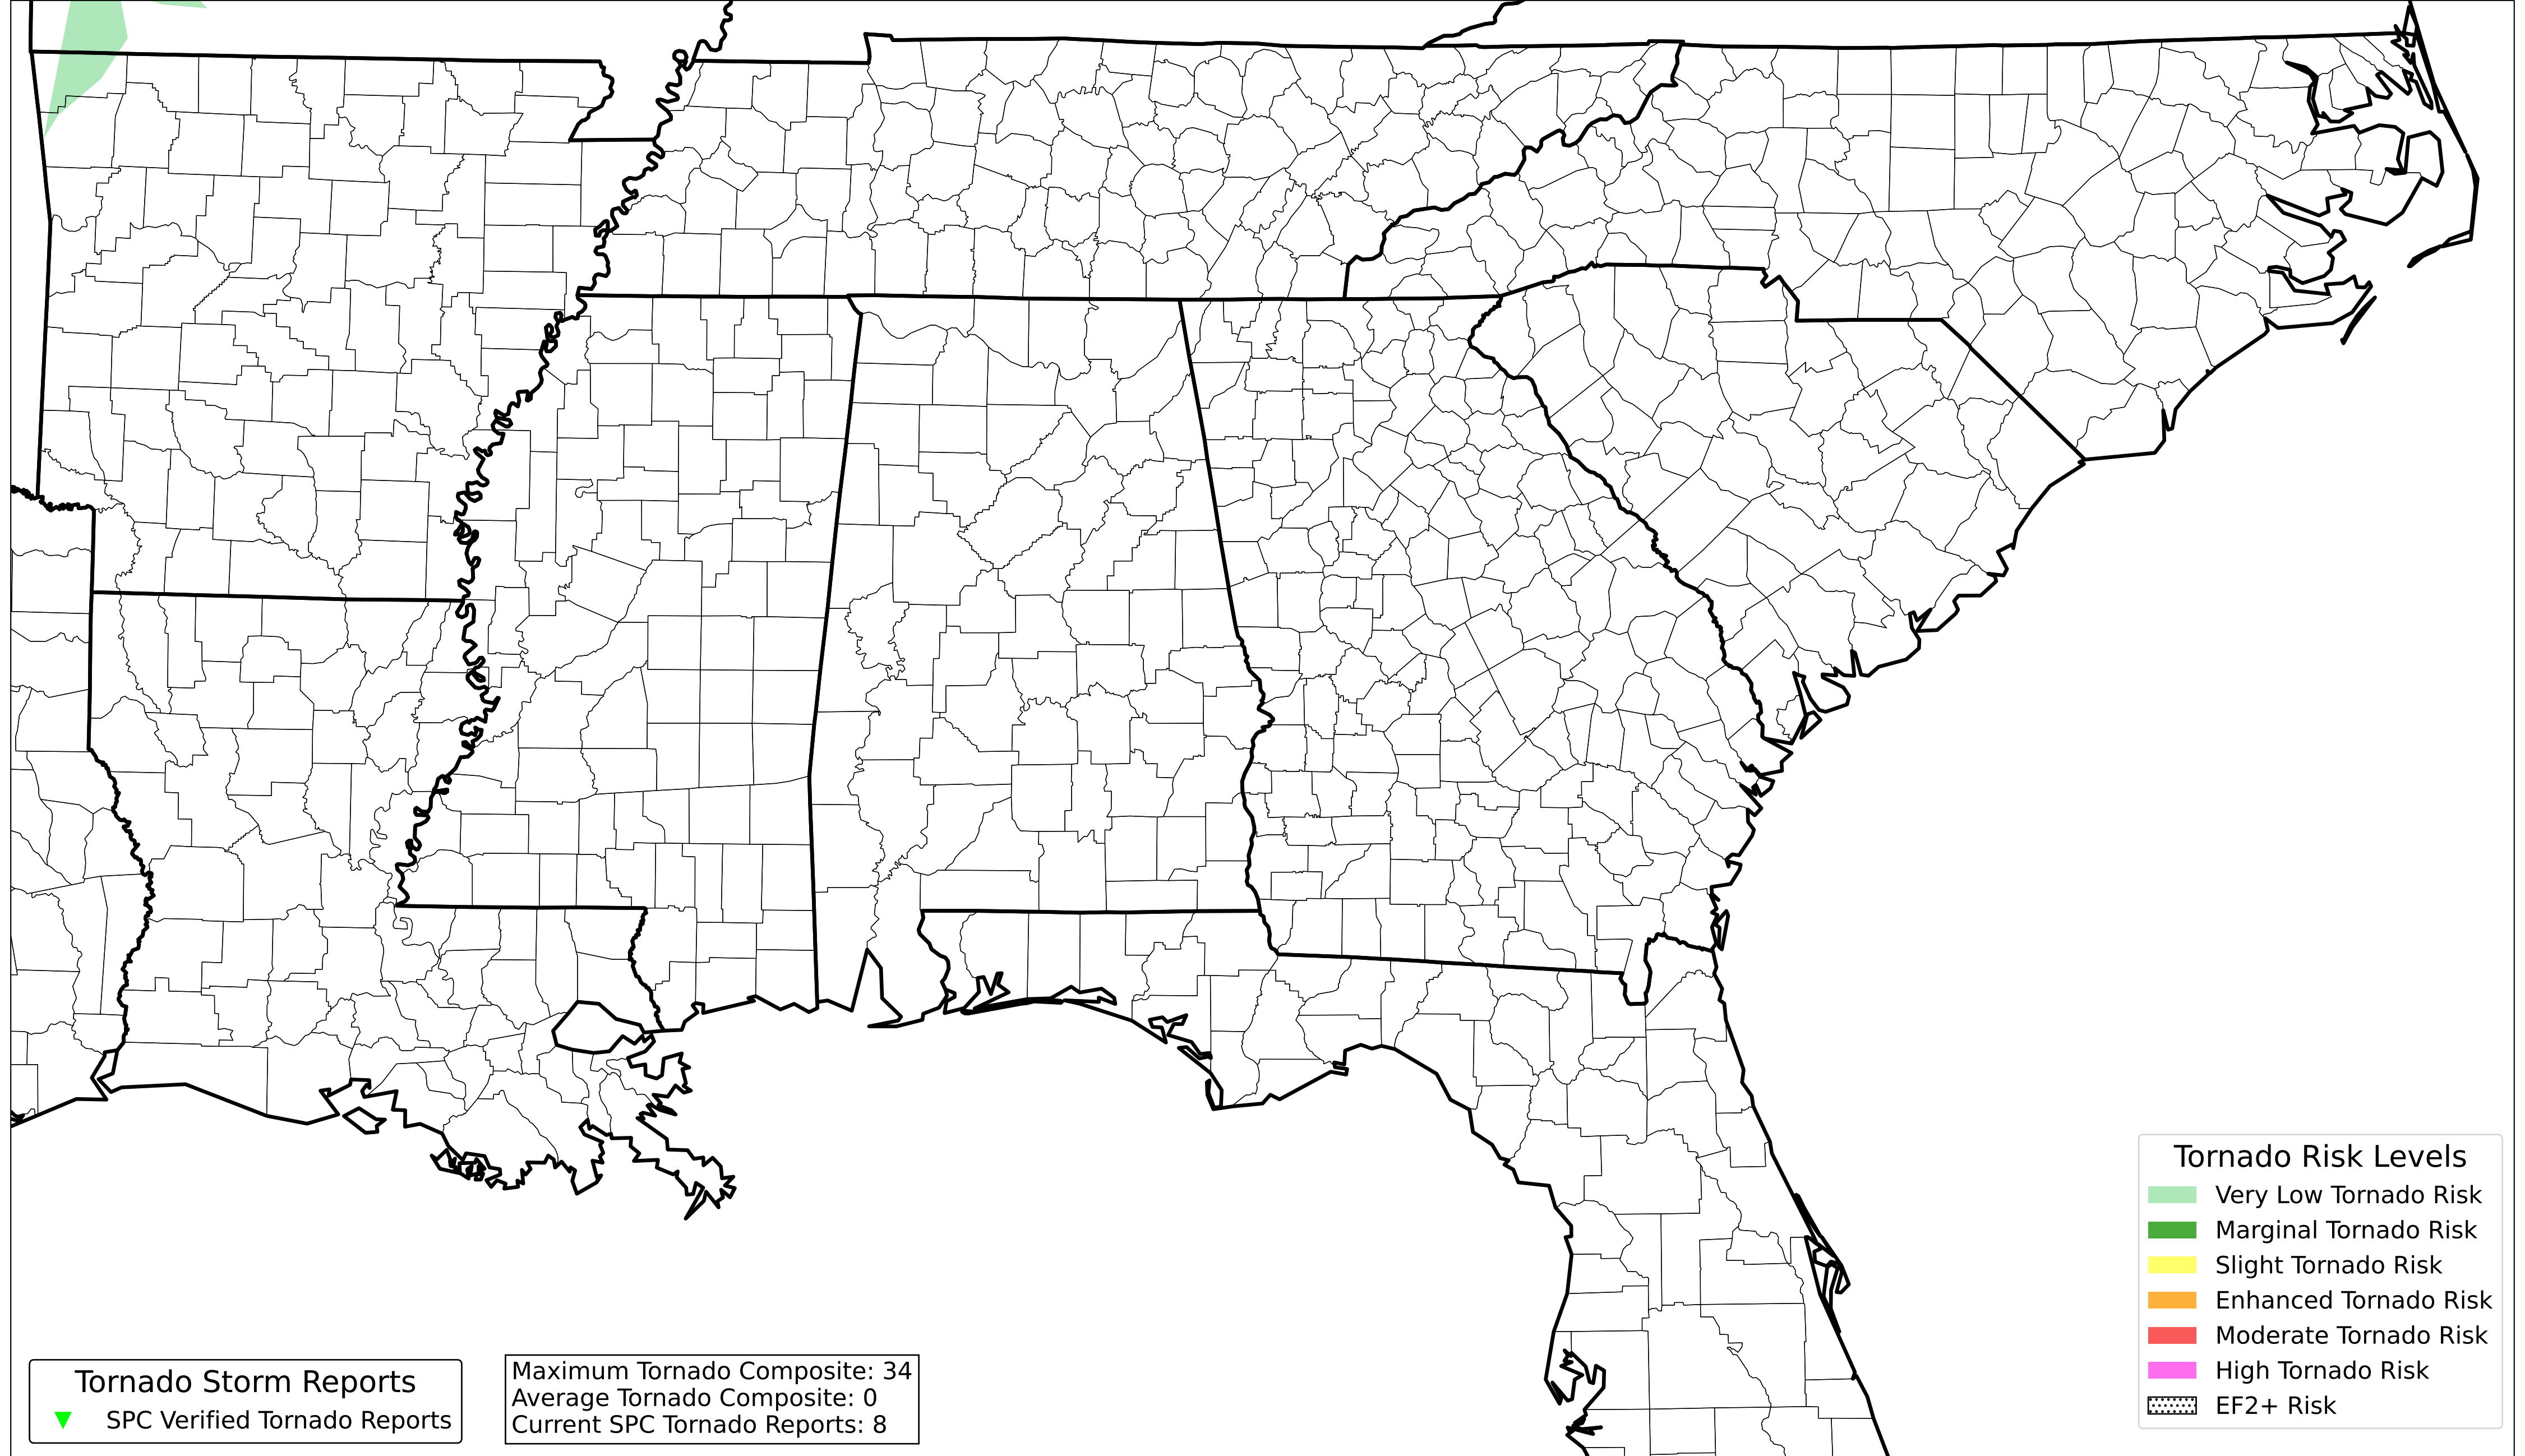 Tornado Storm Reports
SPC Verified Tornado Reports
Maximum Tornado Composite: 34
Average Tornado Composite: 0
Current SPC Tornado Reports: 8
Tornado Risk Levels
Very Low Tornado Risk
Marginal Tornado Risk
Slight Tornado Risk
Enhanced Tornado Risk
Moderate Tornado Risk
High Tornado Risk
EF2+ Risk